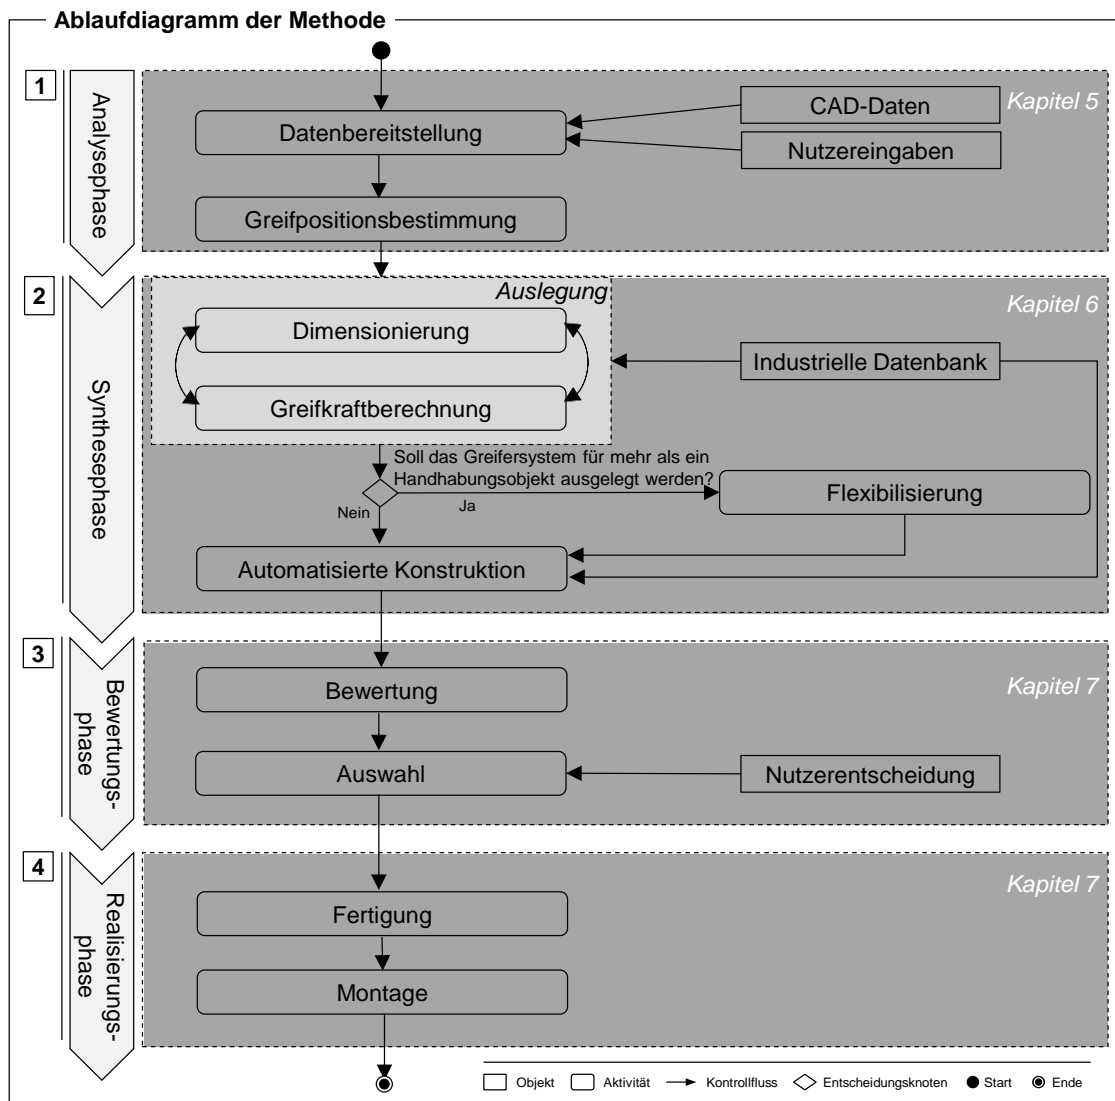 Ablaufdiagramm der Methode
1
Analysephase
Kapitel 5
CAD-Daten
Datenbereitstellung
Nutzereingaben
Greifpositionsbestimmung
2
Synthesephase
Kapitel 6
Auslegung
Dimensionierung
Industrielle Datenbank
Greifkraftberechnung
Soll das Greifersystem für mehr als ein
Handhabungsobjekt ausgelegt werden?
Nein
Ja
Flexibilisierung
Automatisierte Konstruktion
3
Bewertungs-
phase
Kapitel 7
Bewertung
Auswahl
Nutzerentscheidung
4
Realisierungs-
phase
Kapitel 7
Fertigung
Montage
Objekt Aktivität Kontrollfluss Entscheidungsknoten Start Ende